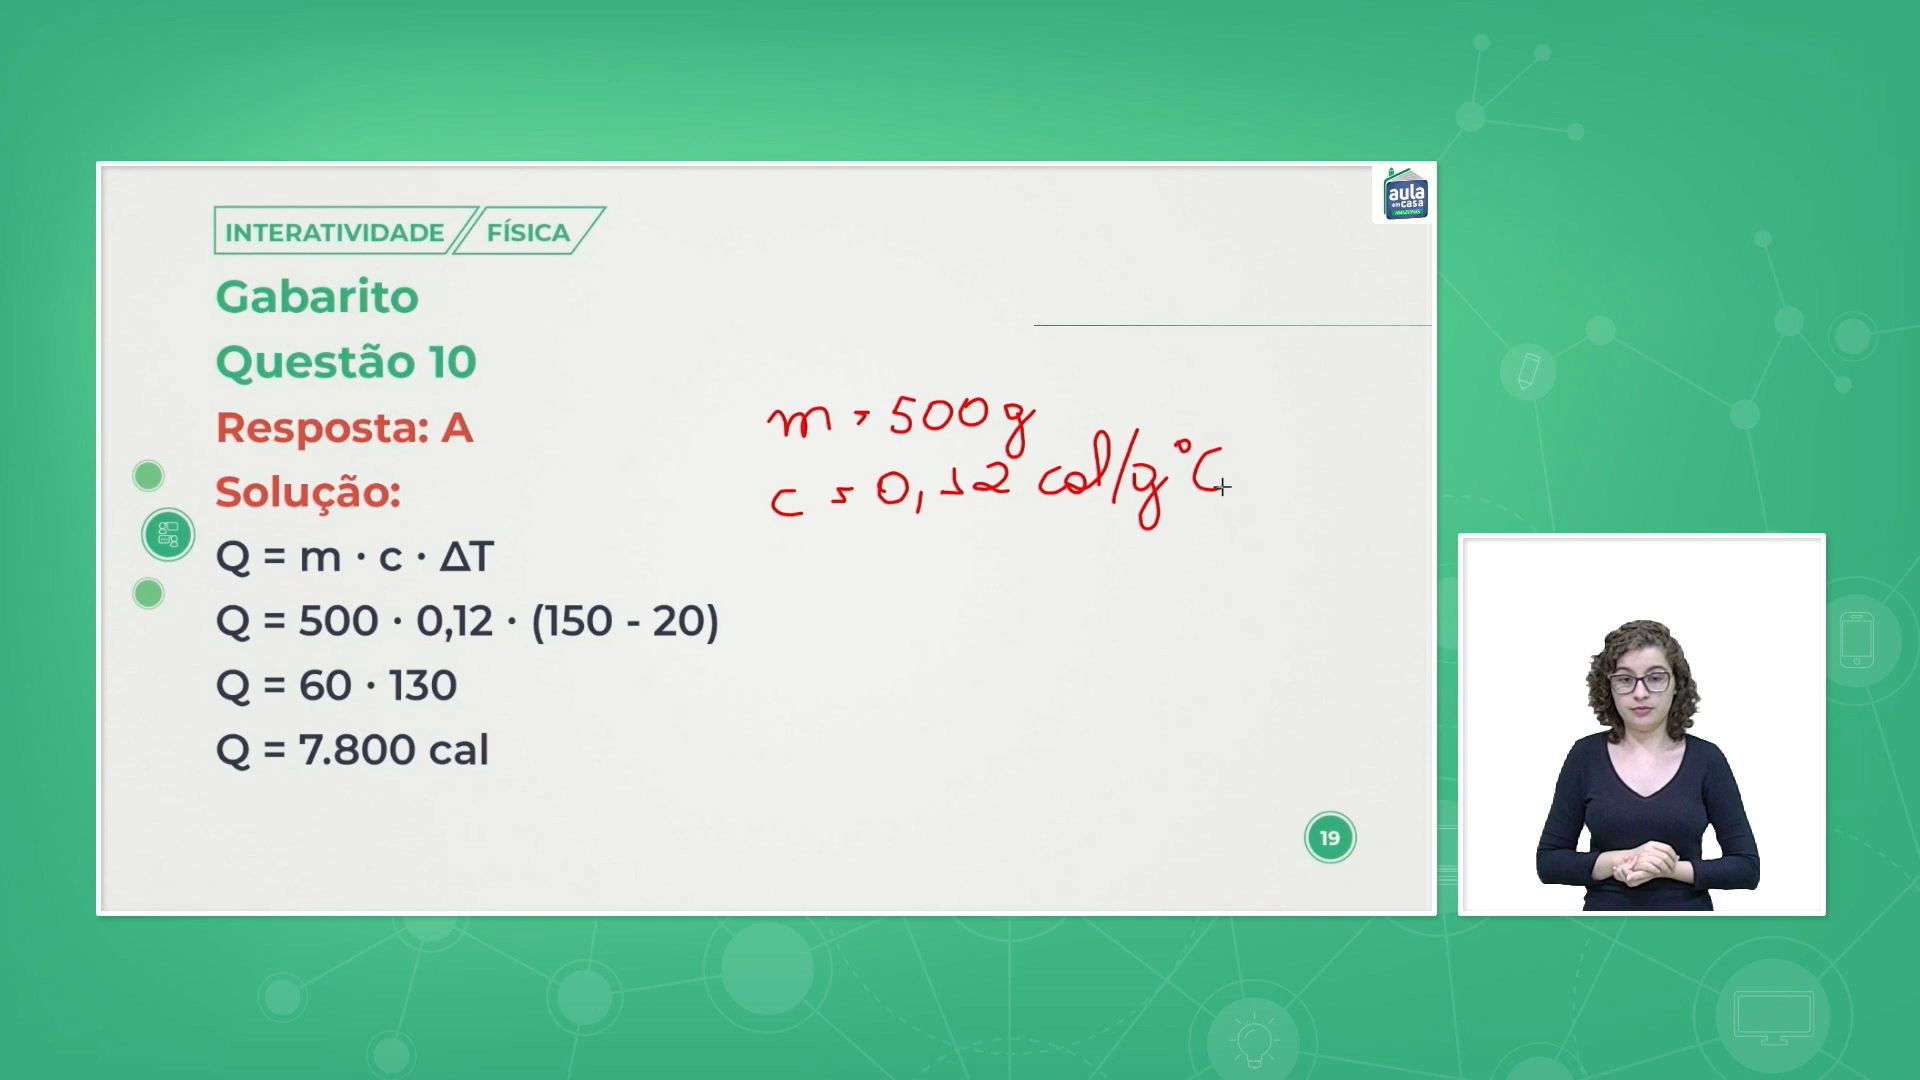 aula
em casa
AMAZONAS
INTERATIVIDADE FÍSICA
Gabarito
Questão 10
Resposta: A
Solução:
Q = m · c · ΔT
Q = 500 · 0,12 · (150 - 20)
Q = 60 · 130
Q = 7.800 cal
m = 500 g
c = 0,12 cal/g °C
19